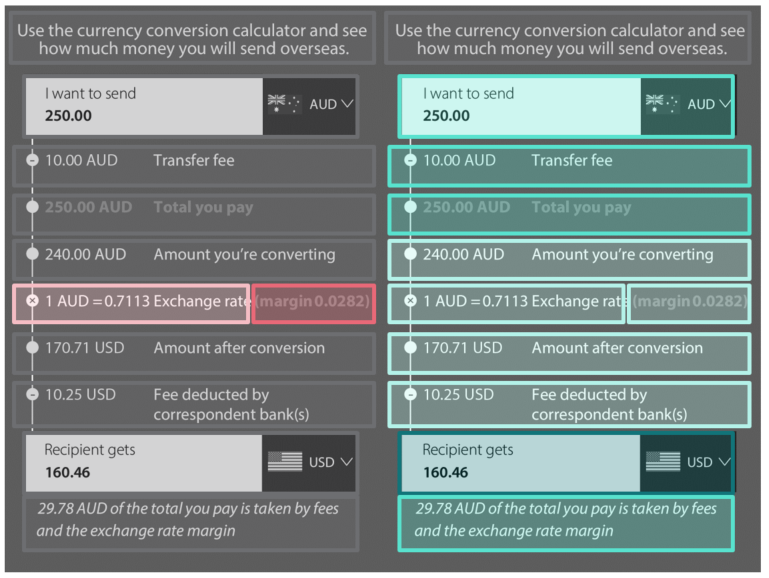 Use the currency conversion calculator and see
how much money you will send overseas.
I want to send
250.00
AUD
10.00 AUD Transfer fee
250.00 AUD Total you pay
240.00 AUD Amount you're converting
1 AUD = 0.7113 Exchange rate (margin 0.0282)
170.71 USD Amount after conversion
10.25 USD Fee deducted by
correspondent bank(s)
Recipient gets
160.46
USD
29.78 AUD of the total you pay is taken by fees
and the exchange rate margin
Use the currency conversion calculator and see
how much money you will send overseas.
I want to send
250.00
AUD
10.00 AUD Transfer fee
250.00 AUD Total you pay
240.00 AUD Amount you're converting
1 AUD = 0.7113 Exchange rate (margin 0.0282)
170.71 USD Amount after conversion
10.25 USD Fee deducted by
correspondent bank(s)
Recipient gets
160.46
USD
29.78 AUD of the total you pay is taken by fees
and the exchange rate margin